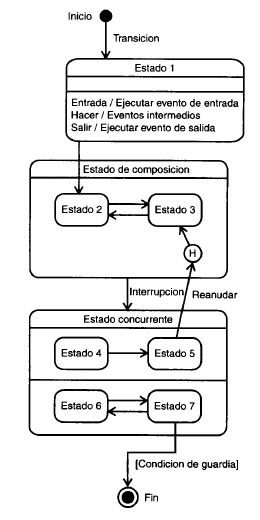 Inicio
Transicion
Estado 1
Entrada / Ejecutar evento de entrada
Hacer / Eventos intermedios
Salir / Ejecutar evento de salida
Estado de composicion
Estado 2
Estado 3
H
Interrupcion
Reanudar
Estado concurrente
Estado 4
Estado 5
Estado 6
Estado 7
[Condicion de guardia]
Fin